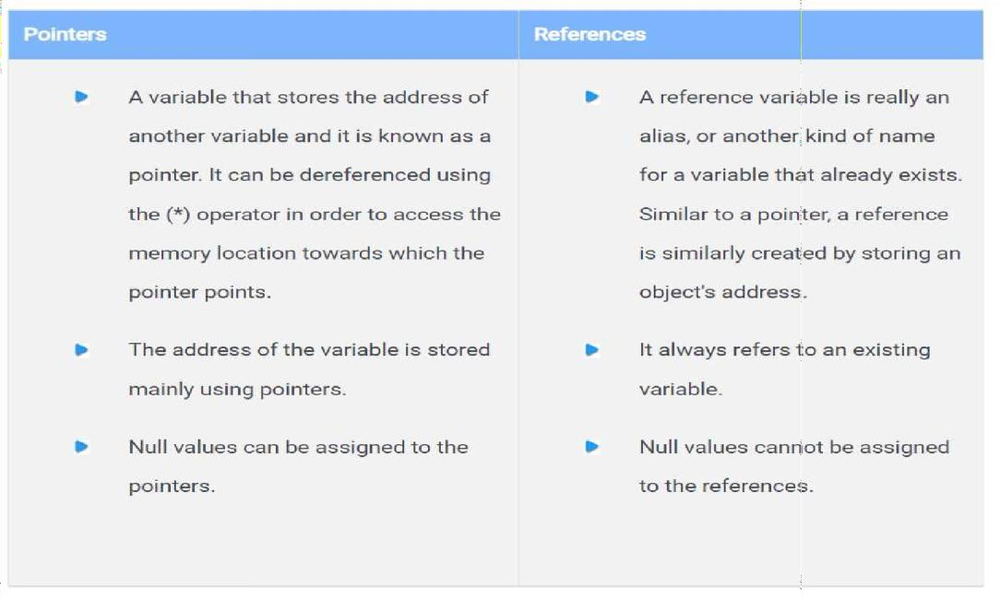 Pointers
References
A variable that stores the address of
another variable and it is known as a
pointer. It can be dereferenced using
the (*) operator in order to access the
memory location towards which the
pointer points.
The address of the variable is stored
mainly using pointers.
Null values can be assigned to the
pointers.
A reference variable is really an
alias, or another kind of name
for a variable that already exists.
Similar to a pointer, a reference
is similarly created by storing an
object's address.
It always refers to an existing
variable.
Null values cannot be assigned
to the references.